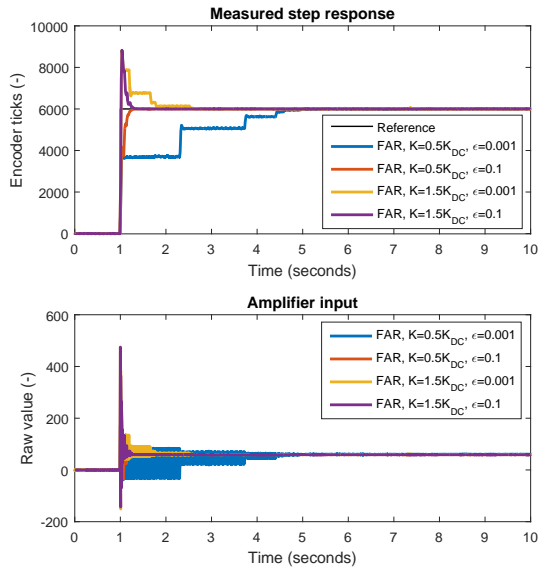 Measured step response
10000
8000
6000
4000
2000
0
Encoder ticks (-)
Reference
FAR, K=0.5K_DC, ϵ=0.001
FAR, K=0.5K_DC, ϵ=0.1
FAR, K=1.5K_DC, ϵ=0.001
FAR, K=1.5K_DC, ϵ=0.1
0 1 2 3 4 5 6 7 8 9 10
Time (seconds)
Amplifier input
600
400
200
0
-200
Raw value (-)
FAR, K=0.5K_DC, ϵ=0.001
FAR, K=0.5K_DC, ϵ=0.1
FAR, K=1.5K_DC, ϵ=0.001
FAR, K=1.5K_DC, ϵ=0.1
0 1 2 3 4 5 6 7 8 9 10
Time (seconds)